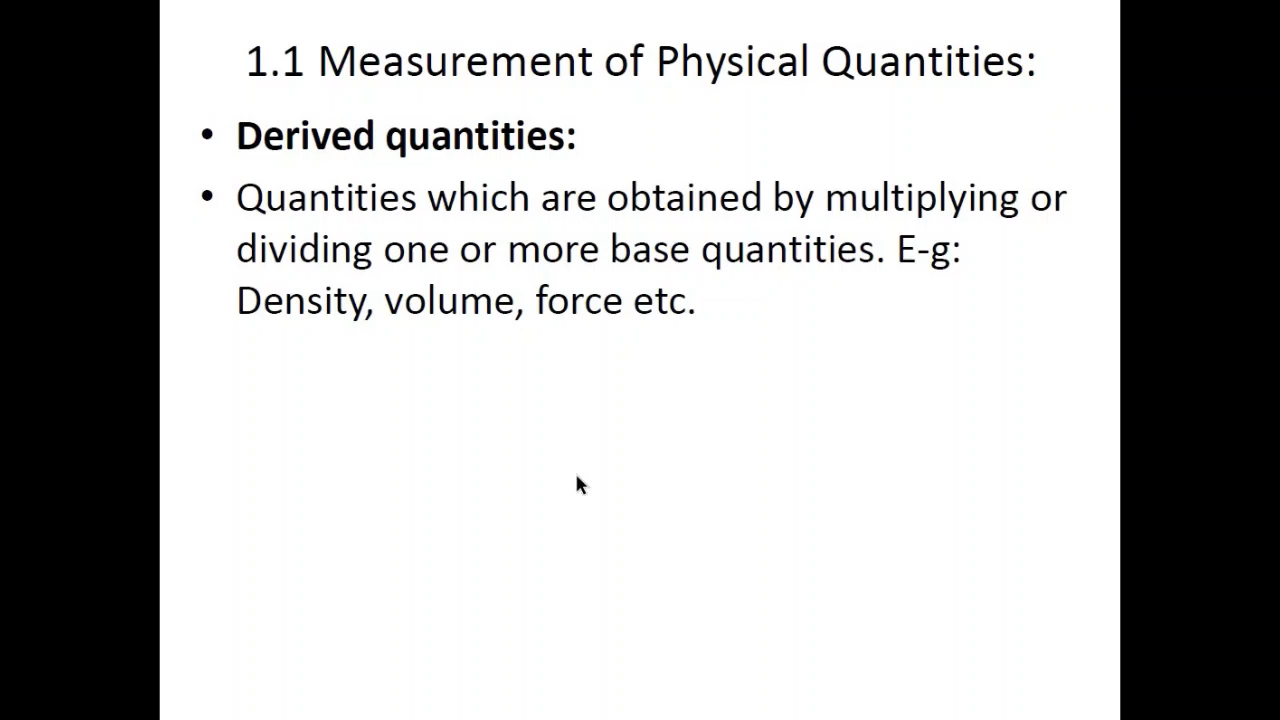 1.1 Measurement of Physical Quantities:
• Derived quantities:
• Quantities which are obtained by multiplying or
dividing one or more base quantities. E-g:
Density, volume, force etc.